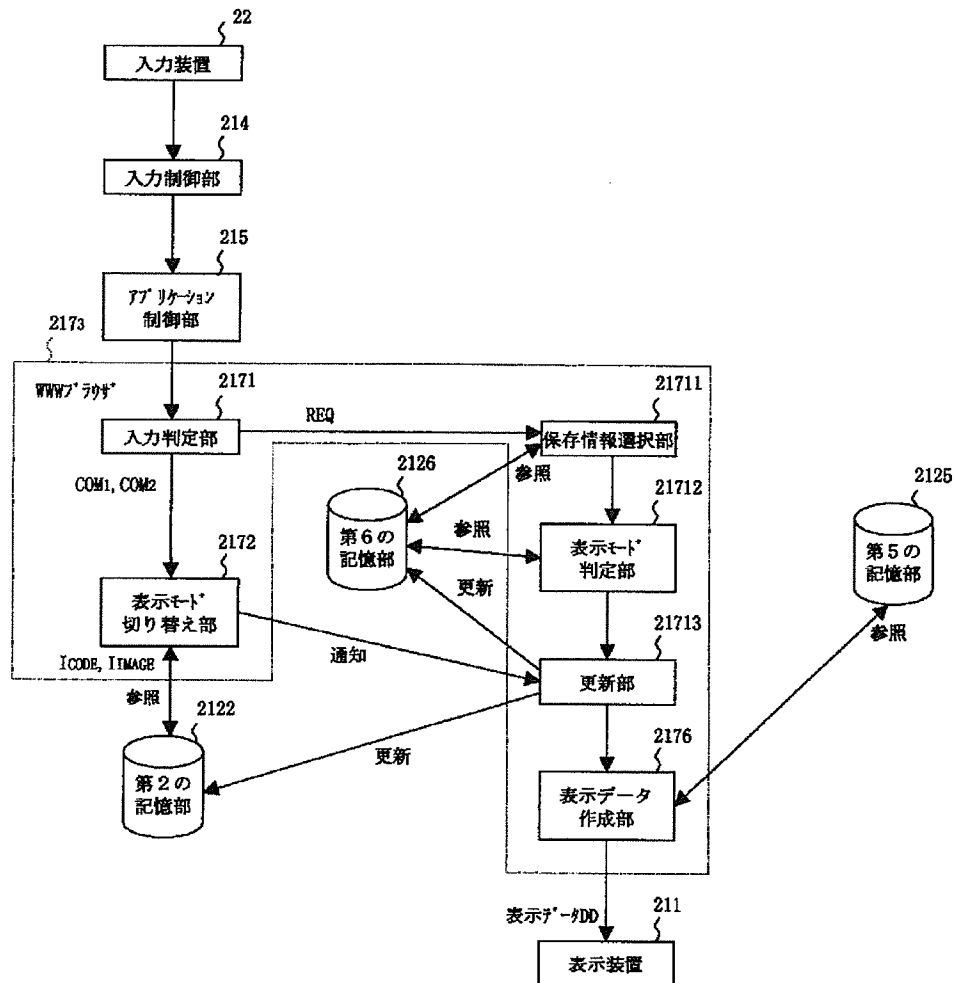 22
入力装置
214
入力制御部
215
ｱﾌﾟﾘｹｰｼｮﾝ
制御部
2173
WWWﾌﾞﾗｳｻﾞ
2171
入力判定部
REQ
21711
保存情報選択部
参照
COM1, COM2
2126
第６の
記憶部
参照
21712
表示ﾓｰﾄﾞ
判定部
2125
第５の
記憶部
参照
2172
表示ﾓｰﾄﾞ
切り替え部
更新
通知
21713
更新部
ICODE, IIMAGE
参照
2122
第２の
記憶部
更新
2176
表示データ
作成部
表示ﾃﾞｰﾀDD
211
表示装置